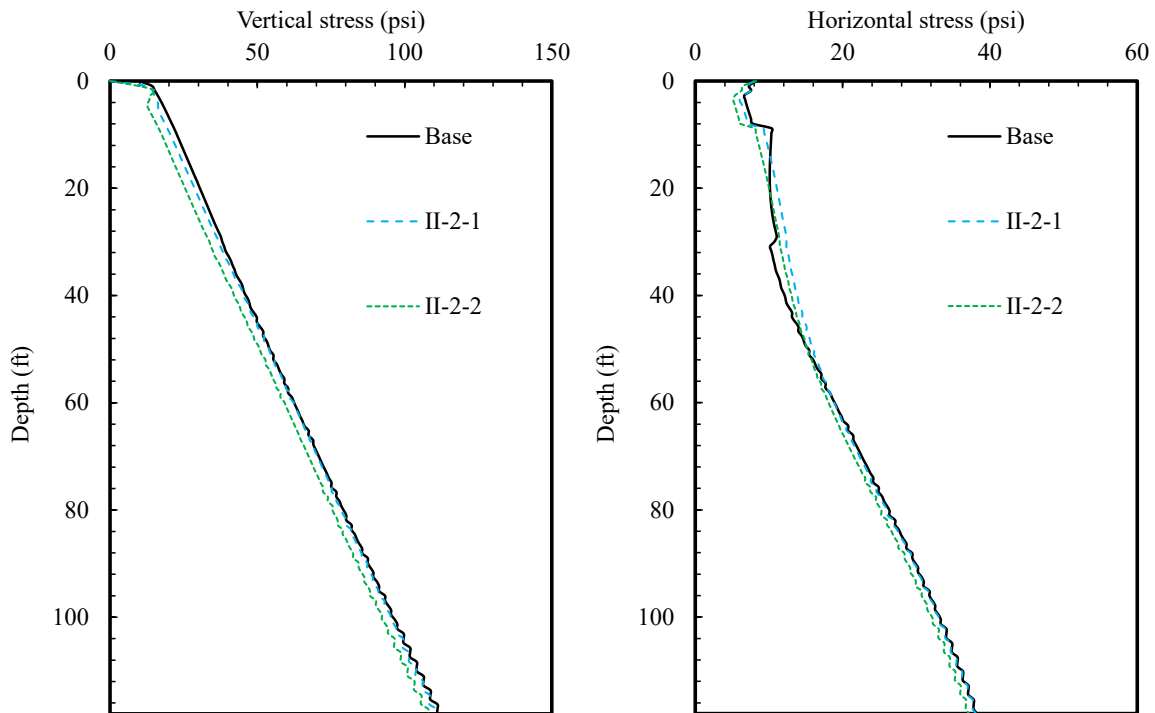 Vertical stress (psi)
0 50 100 150
0
20
40
60
80
100
Depth (ft)
Base
II-2-1
II-2-2
Horizontal stress (psi)
0 20 40 60
0
20
40
60
80
100
Depth (ft)
Base
II-2-1
II-2-2